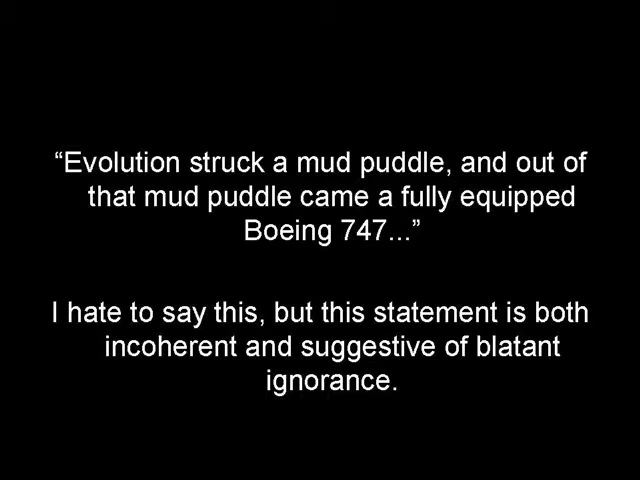 “Evolution struck a mud puddle, and out of
that mud puddle came a fully equipped
Boeing 747...”
I hate to say this, but this statement is both
incoherent and suggestive of blatant
ignorance.